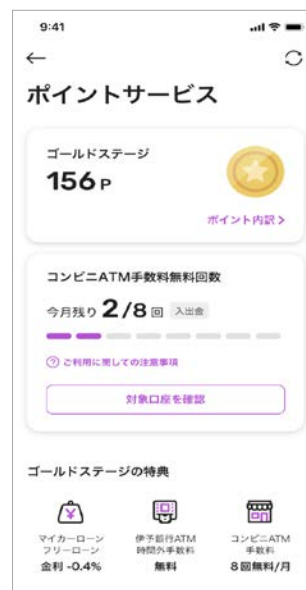 9:41
ポイントサービス
ゴールドステージ
156 P
ポイント内訳 >
コンビニATM手数料無料回数
今月残り 2/8 回 入出金
? ご利用に関しての注意事項
対象口座を確認
ゴールドステージの特典
マイカーローン 伊予銀行ATM コンビニATM
フリーローン 時間外手数料 手数料
金利 -0.4% 無料 8回無料/月